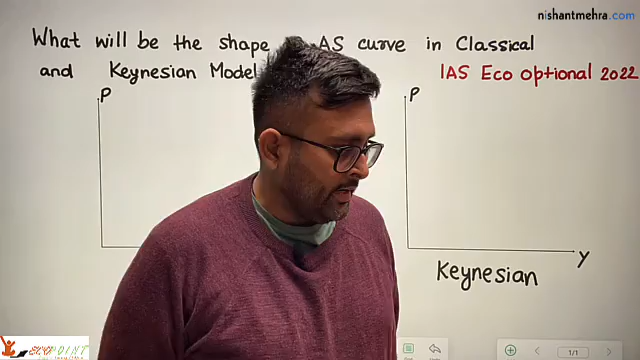 nishantmehra.com
What will be the shape AS curve in Classical
and Keynesian Model
IAS Eco optional 2022
P
P
Y
Keynesian
ECOPOINT
1/1